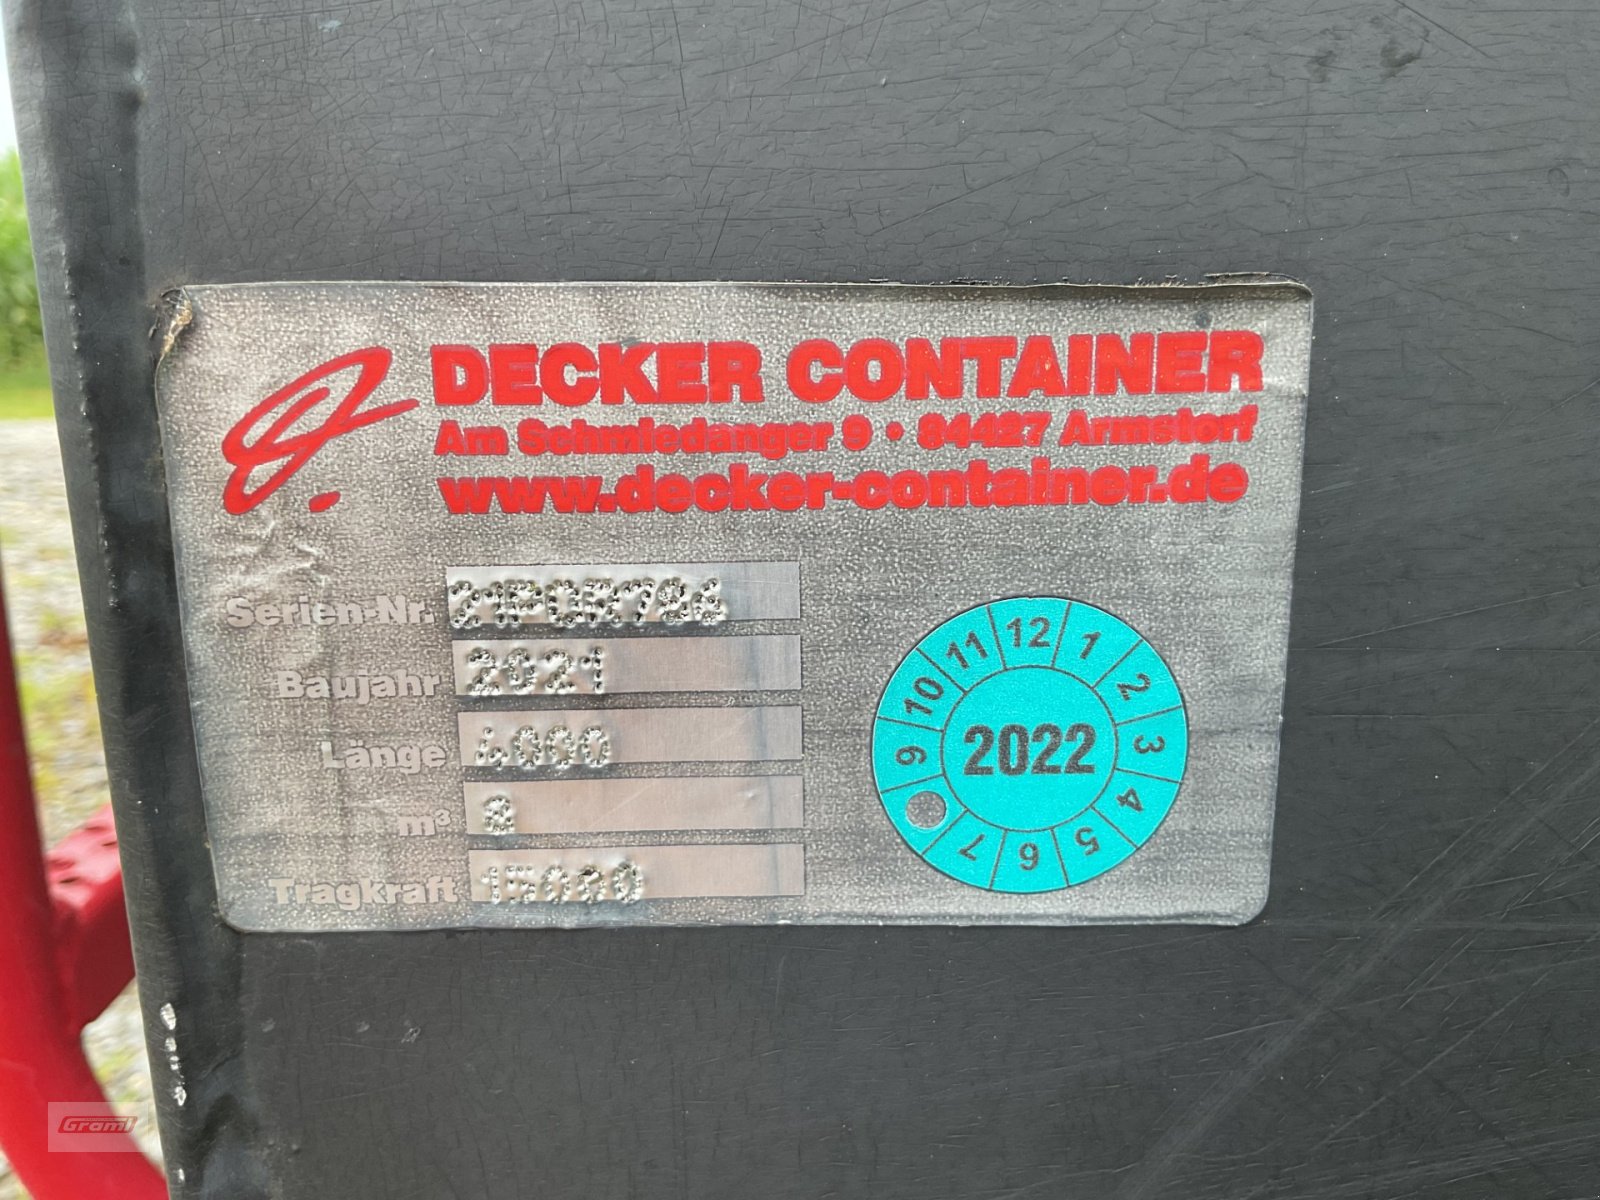 DECKER CONTAINER
Am Schmiedanger 9 • 84427 Armstorf
www.decker-container.de
Serien-Nr.
Baujahr 2021
Länge 4000
m³ 8
Tragkraft 15000
12 1 2 3 4 5 6 7 9 10 11
2022
Graml